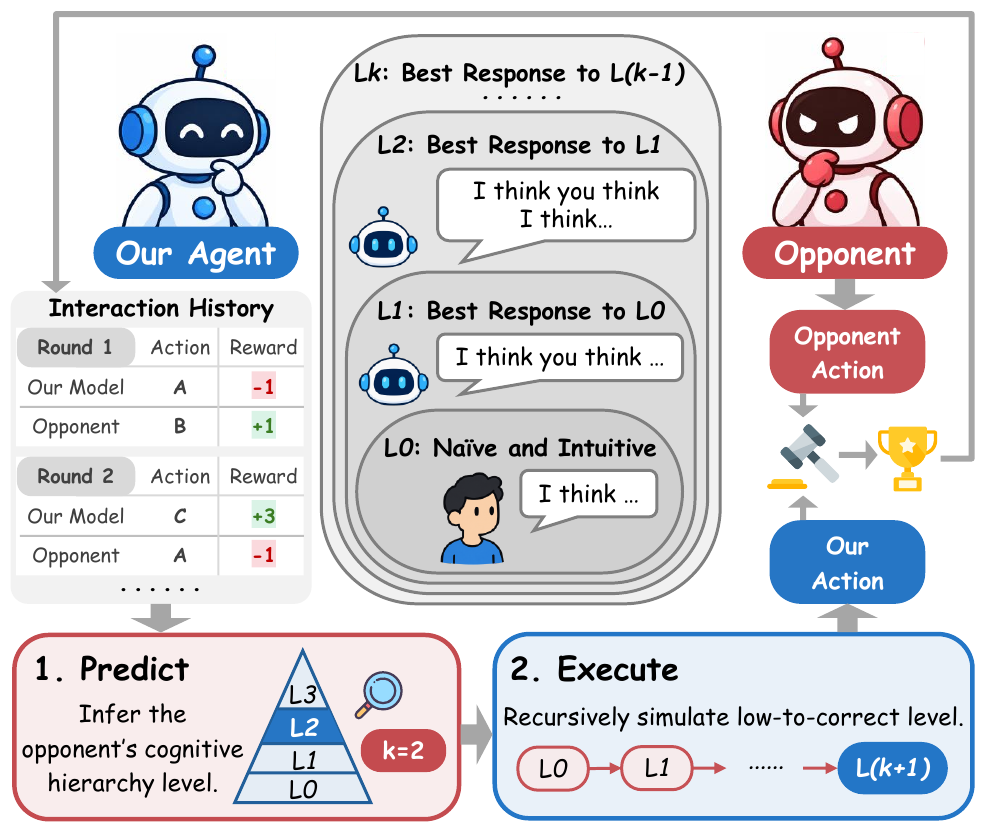 Our Agent
Interaction History
Round 1 Action Reward
Our Model A -1
Opponent B +1
Round 2 Action Reward
Our Model C +3
Opponent A -1
......
Lk: Best Response to L(k-1)
......
L2: Best Response to L1
I think you think
I think...
L1: Best Response to L0
I think you think ...
L0: Naïve and Intuitive
I think ...
Opponent
Opponent
Action
Our
Action
1. Predict
Infer the
opponent's cognitive
hierarchy level.
L3
L2
L1
L0
k=2
2. Execute
Recursively simulate low-to-correct level.
L0 L1 ...... L(k+1)